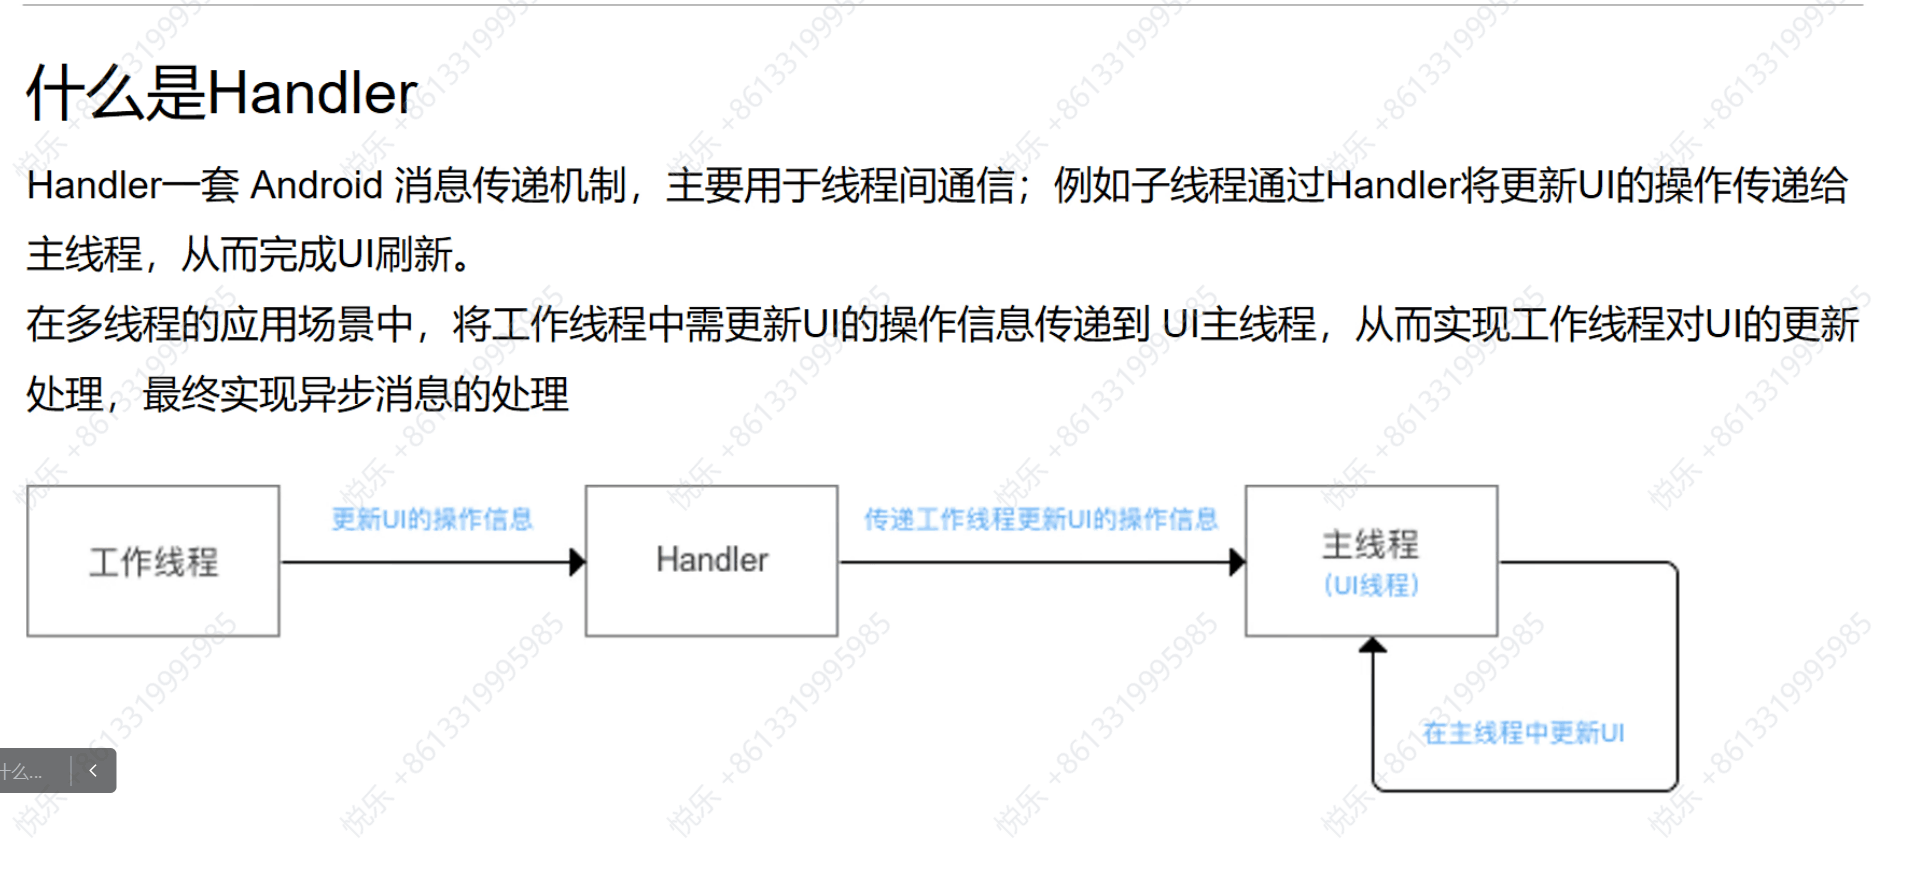 什么是Handler
Handler一套 Android 消息传递机制，主要用于线程间通信；例如子线程通过Handler将更新UI的操作传递给
主线程，从而完成UI刷新。
在多线程的应用场景中，将工作线程中需更新UI的操作信息传递到 UI主线程，从而实现工作线程对UI的更新
处理，最终实现异步消息的处理
工作线程
更新UI的操作信息
Handler
传递工作线程更新UI的操作信息
主线程
（UI线程）
在主线程中更新UI
什么...
悦乐 +8613319995985